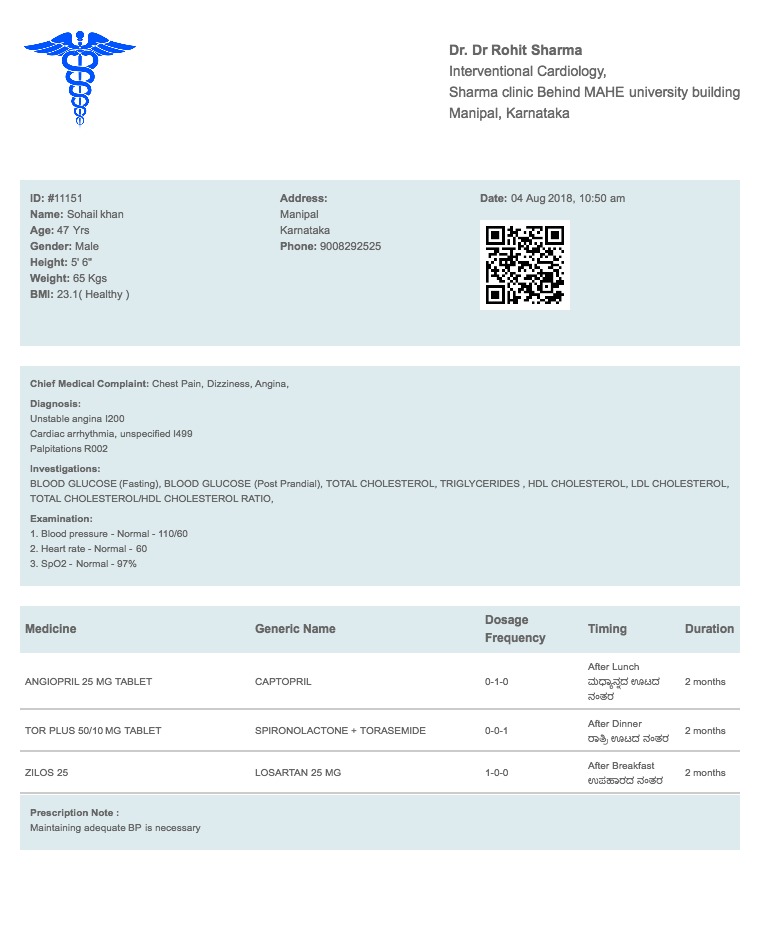 Dr. Dr Rohit Sharma
Interventional Cardiology,
Sharma clinic Behind MAHE university building
Manipal, Karnataka
ID: #11151
Name: Sohail khan
Age: 47 Yrs
Gender: Male
Height: 5' 6"
Weight: 65 Kgs
BMI: 23.1( Healthy )
Address:
Manipal
Karnataka
Phone: 9008292525
Date: 04 Aug 2018, 10:50 am
Chief Medical Complaint: Chest Pain, Dizziness, Angina,
Diagnosis:
Unstable angina I200
Cardiac arrhythmia, unspecified I499
Palpitations R002
Investigations:
BLOOD GLUCOSE (Fasting), BLOOD GLUCOSE (Post Prandial), TOTAL CHOLESTEROL, TRIGLYCERIDES , HDL CHOLESTEROL, LDL CHOLESTEROL,
TOTAL CHOLESTEROL/HDL CHOLESTEROL RATIO,
Examination:
1. Blood pressure - Normal - 110/60
2. Heart rate - Normal - 60
3. SpO2 - Normal - 97%
Medicine Generic Name Dosage Frequency Timing Duration
ANGIOPRIL 25 MG TABLET CAPTOPRIL 0-1-0 After Lunch 2 months
ಮಧ್ಯಾನ್ನದ ಊಟದ
ನಂತರ
TOR PLUS 50/10 MG TABLET SPIRONOLACTONE + TORASEMIDE 0-0-1 After Dinner 2 months
ರಾತ್ರಿ ಊಟದ ನಂತರ
ZILOS 25 LOSARTAN 25 MG 1-0-0 After Breakfast 2 months
ಉಪಹಾರದ ನಂತರ
Prescription Note :
Maintaining adequate BP is necessary